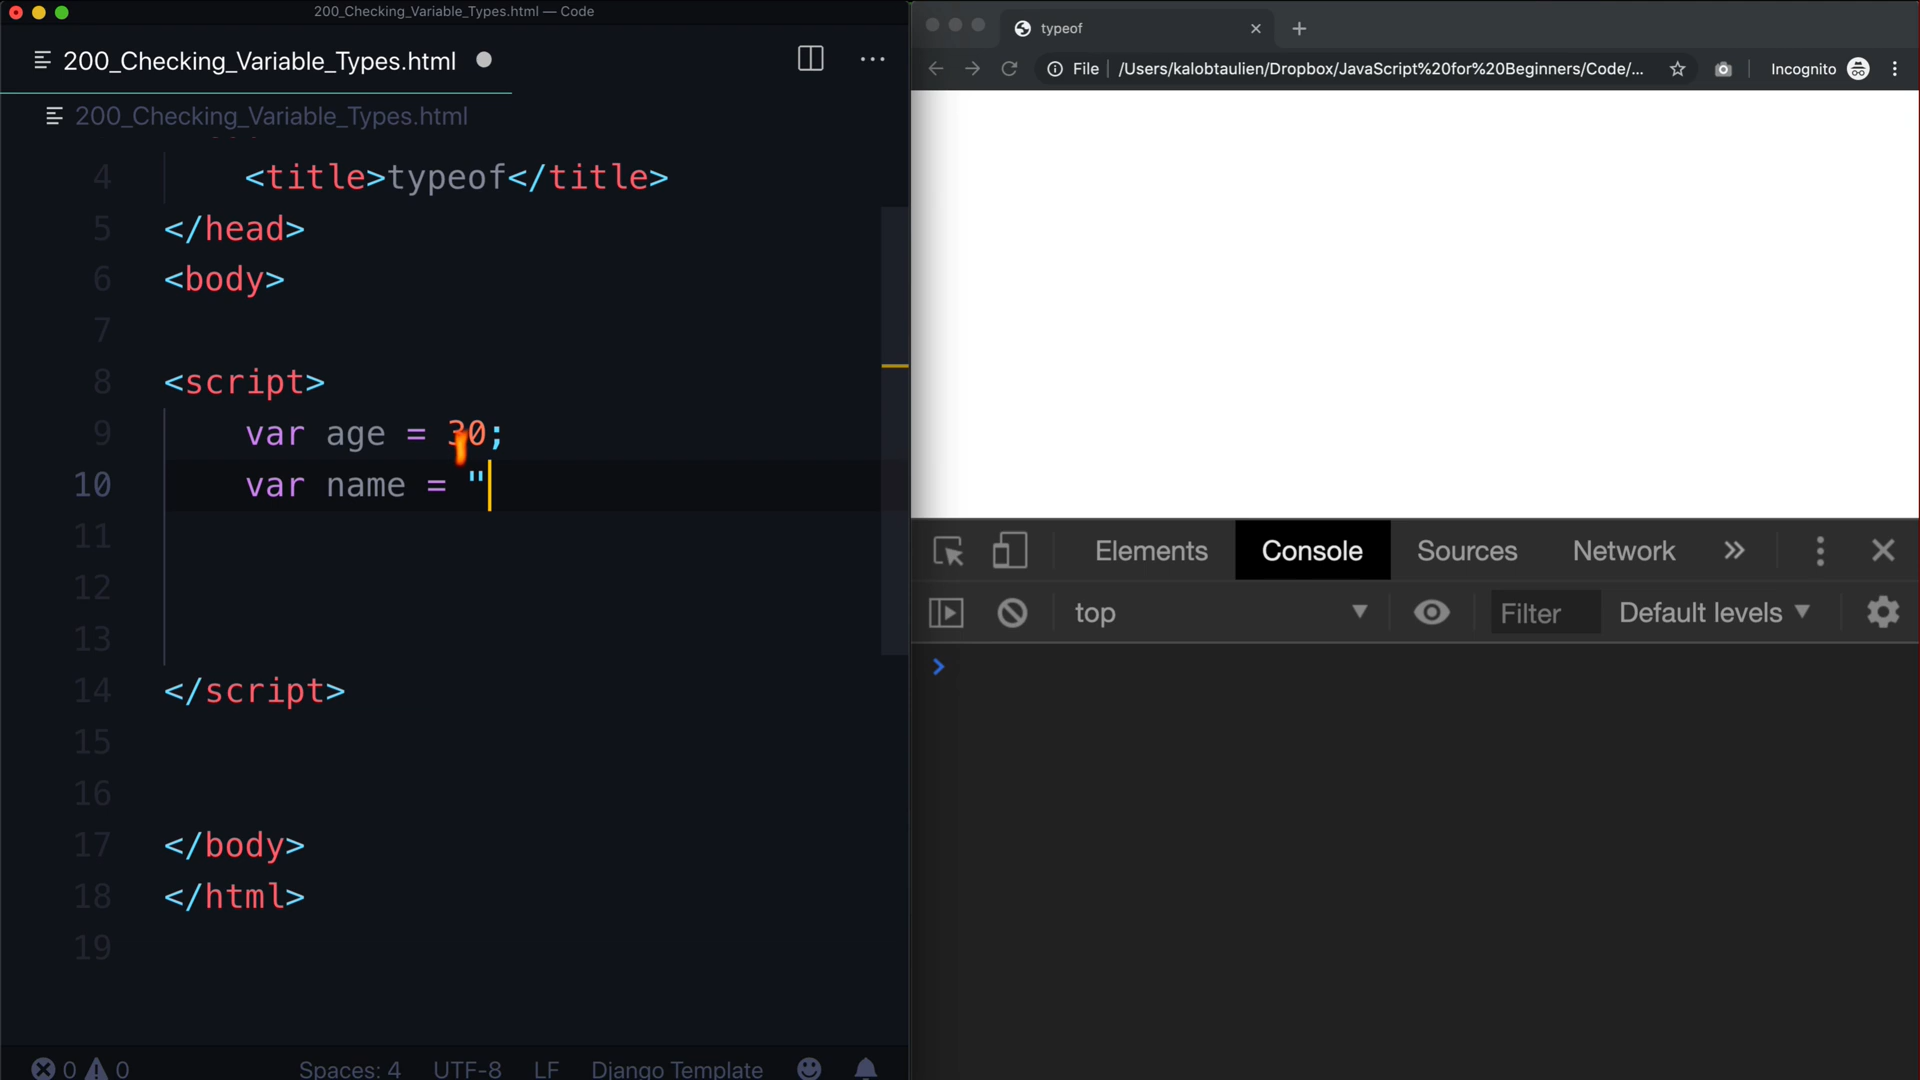 200_Checking_Variable_Types.html — Code
200_Checking_Variable_Types.html
200_Checking_Variable_Types.html
4 <title>typeof</title>
5 </head>
6 <body>
7
8 <script>
9 var age = 30;
10 var name = "
11
12
13
14 </script>
15
16
17 </body>
18 </html>
19
0 0 Spaces: 4 UTF-8 LF Django Template
typeof
File /Users/kalobtaulien/Dropbox/JavaScript%20for%20Beginners/Code/... Incognito
Elements Console Sources Network
top Filter Default levels